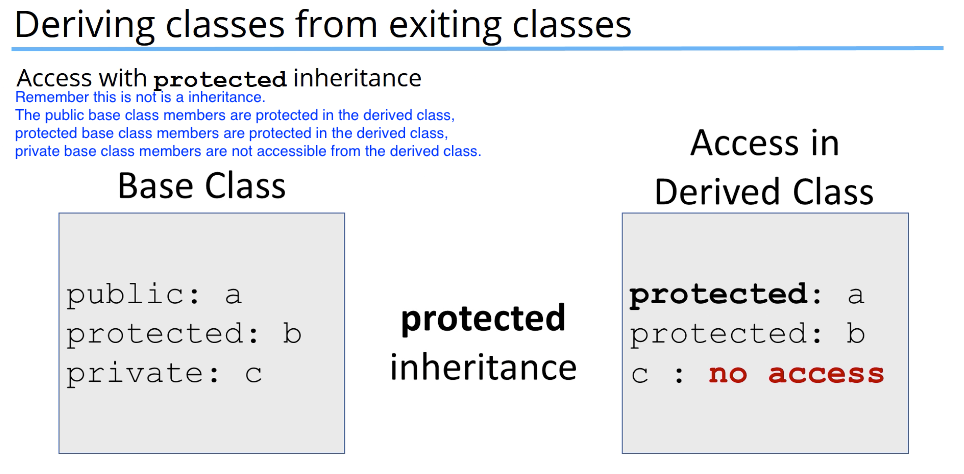 Deriving classes from exiting classes
Access with protected inheritance
Remember this is not is a inheritance.
The public base class members are protected in the derived class,
protected base class members are protected in the derived class,
private base class members are not accessible from the derived class.
Base Class
public: a
protected: b
private: c
protected
inheritance
Access in
Derived Class
protected: a
protected: b
c : no access